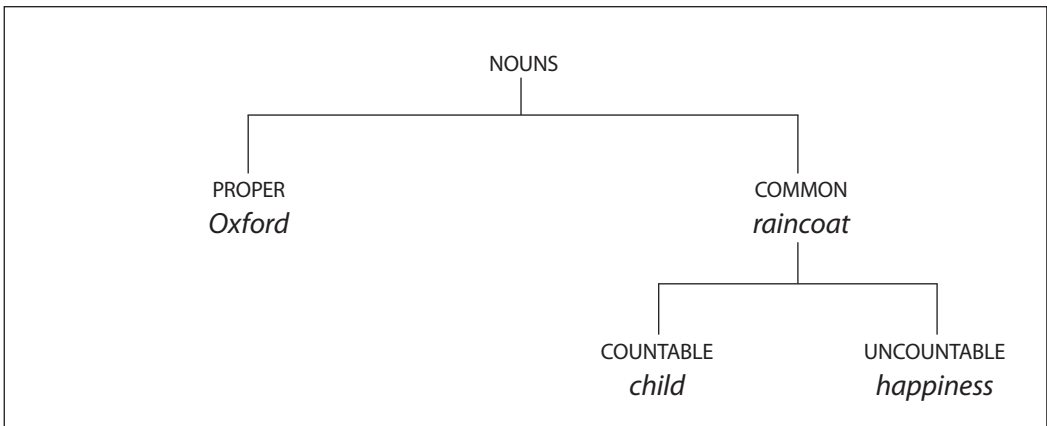 NOUNS
PROPER
Oxford
COMMON
raincoat
COUNTABLE
child
UNCOUNTABLE
happiness